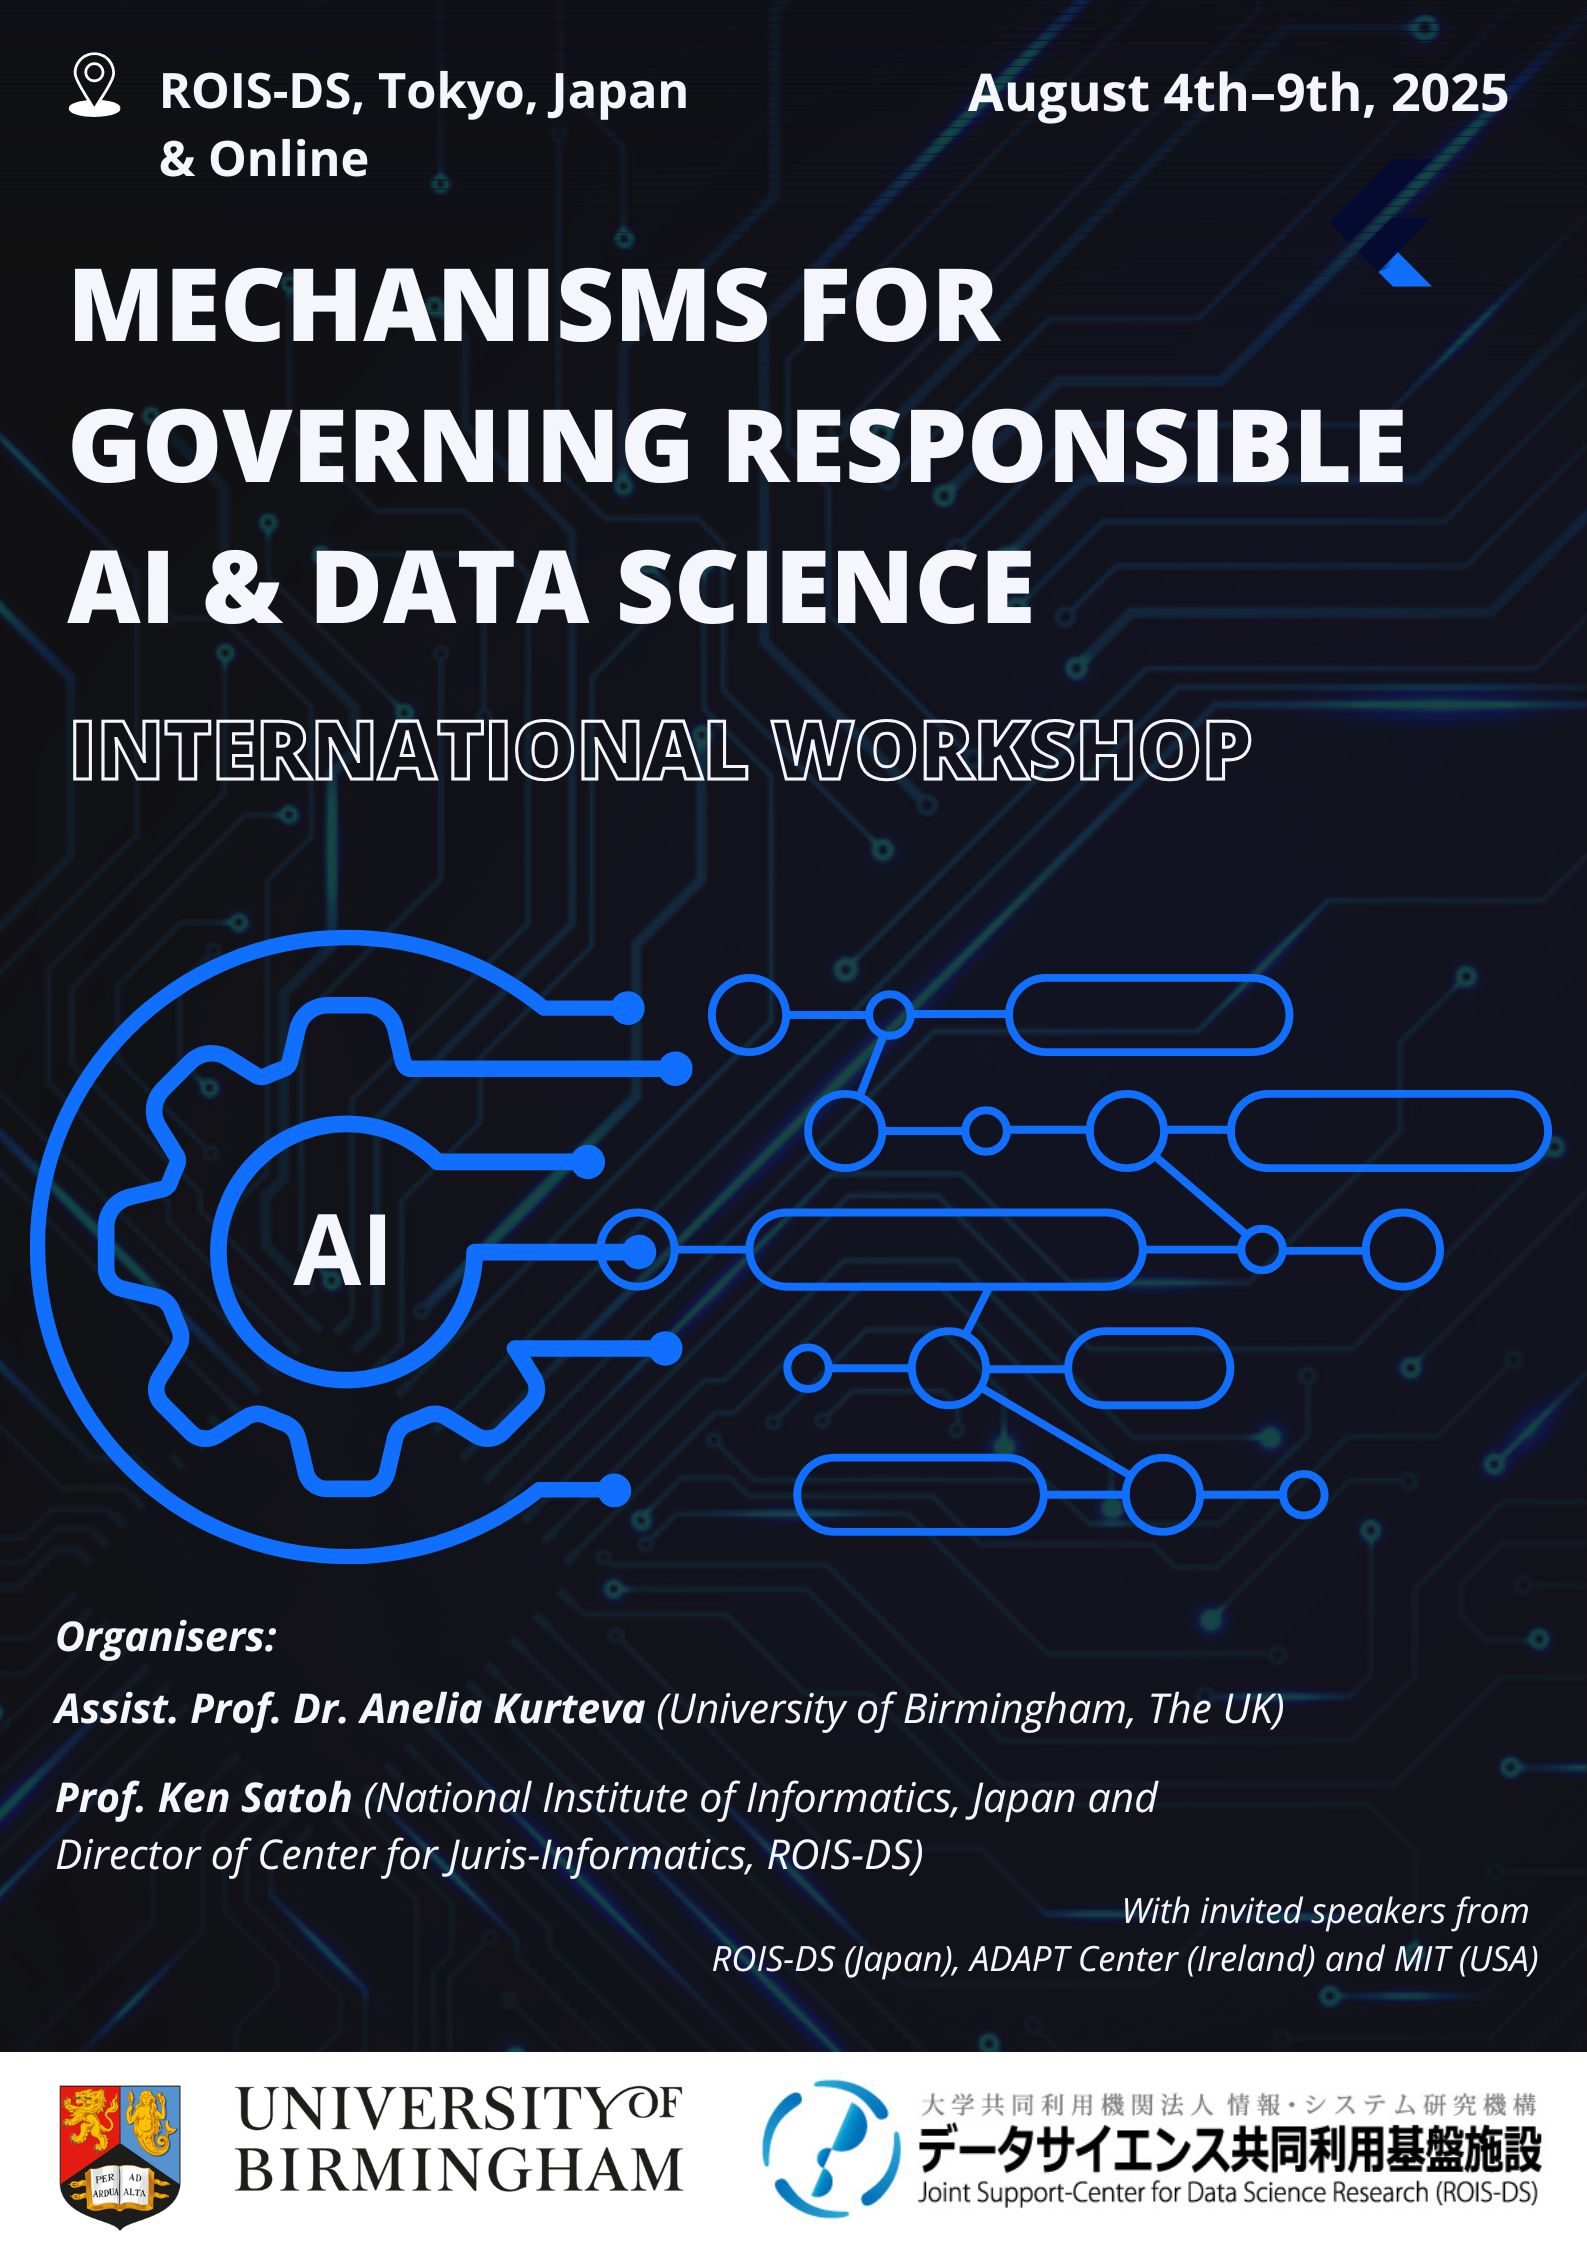 ROIS-DS, Tokyo, Japan
& Online
August 4th–9th, 2025
MECHANISMS FOR
GOVERNING RESPONSIBLE
AI & DATA SCIENCE
INTERNATIONAL WORKSHOP
AI
Organisers:
Assist. Prof. Dr. Anelia Kurteva (University of Birmingham, The UK)
Prof. Ken Satoh (National Institute of Informatics, Japan and
Director of Center for Juris-Informatics, ROIS-DS)
With invited speakers from
ROIS-DS (Japan), ADAPT Center (Ireland) and MIT (USA)
PER AD
ARDUA ALTA
UNIVERSITY OF
BIRMINGHAM
大学共同利用機関法人 情報・システム研究機構
データサイエンス共同利用基盤施設
Joint Support-Center for Data Science Research (ROIS-DS)